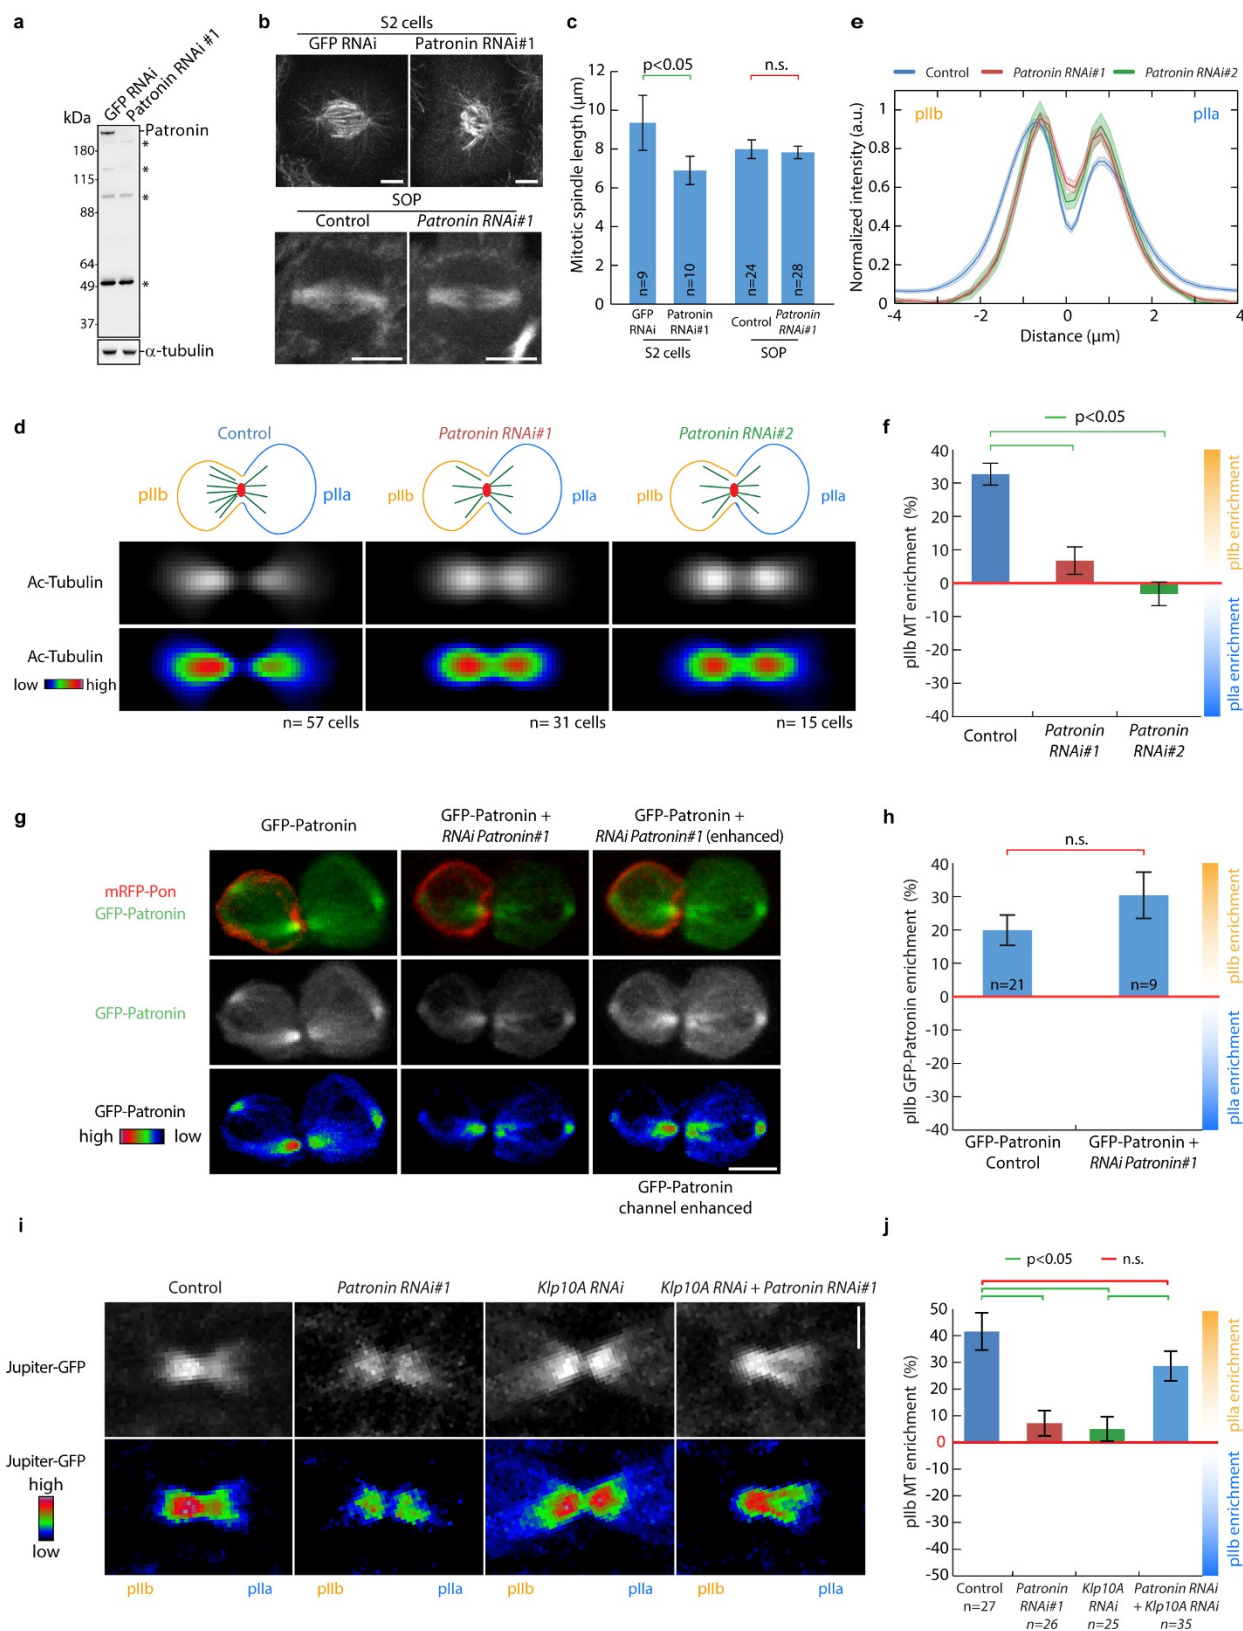 a
GFP RNAi
Patronin RNAi #1
kDa
Patronin
180
*
115
*
88
*
64
49
*
37
α-tubulin
b
S2 cells
GFP RNAi
Patronin RNAi#1
SOP
Control
Patronin RNAi#1
c
p<0.05
n.s.
Mitotic spindle length (µm)
12
10
8
6
4
2
0
n=9
n=10
n=24
n=28
GFP RNAi
Patronin RNAi#1
Control
Patronin RNAi#1
S2 cells
SOP
e
Control
Patronin RNAi#1
Patronin RNAi#2
pIIb
pIIa
Normalized intensity (a.u.)
1
0.8
0.6
0.4
0.2
0
-4
-2
0
2
4
Distance (µm)
d
Control
Patronin RNAi#1
Patronin RNAi#2
pIIb
pIIa
pIIb
pIIa
pIIb
pIIa
Ac-Tubulin
Ac-Tubulin
low
high
n= 57 cells
n= 31 cells
n= 15 cells
f
p<0.05
pIIb MT enrichment (%)
40
30
20
10
0
-10
-20
-30
-40
pIIb enrichment
pIIa enrichment
Control
Patronin RNAi#1
Patronin RNAi#2
g
GFP-Patronin
GFP-Patronin +
RNAi Patronin#1
GFP-Patronin +
RNAi Patronin#1 (enhanced)
mRFP-Pon
GFP-Patronin
GFP-Patronin
GFP-Patronin
high
low
GFP-Patronin
channel enhanced
h
n.s.
pIIb GFP-Patronin enrichment (%)
40
30
20
10
0
-10
-20
-30
-40
n=21
n=9
pIIb enrichment
pIIa enrichment
GFP-Patronin
Control
GFP-Patronin +
RNAi Patronin#1
i
Control
Patronin RNAi#1
Klp10A RNAi
Klp10A RNAi + Patronin RNAi#1
Jupiter-GFP
Jupiter-GFP
high
low
pIIb
pIIa
pIIb
pIIa
pIIb
pIIa
pIIb
pIIa
j
p<0.05
n.s.
pIIb MT enrichment (%)
50
40
30
20
10
0
-10
-20
-30
-40
-50
pIIa enrichment
pIIb enrichment
Control
n=27
Patronin
RNAi#1
n=26
Klp10A
RNAi
n=25
Patronin RNAi
+ Klp10A RNAi
n=35